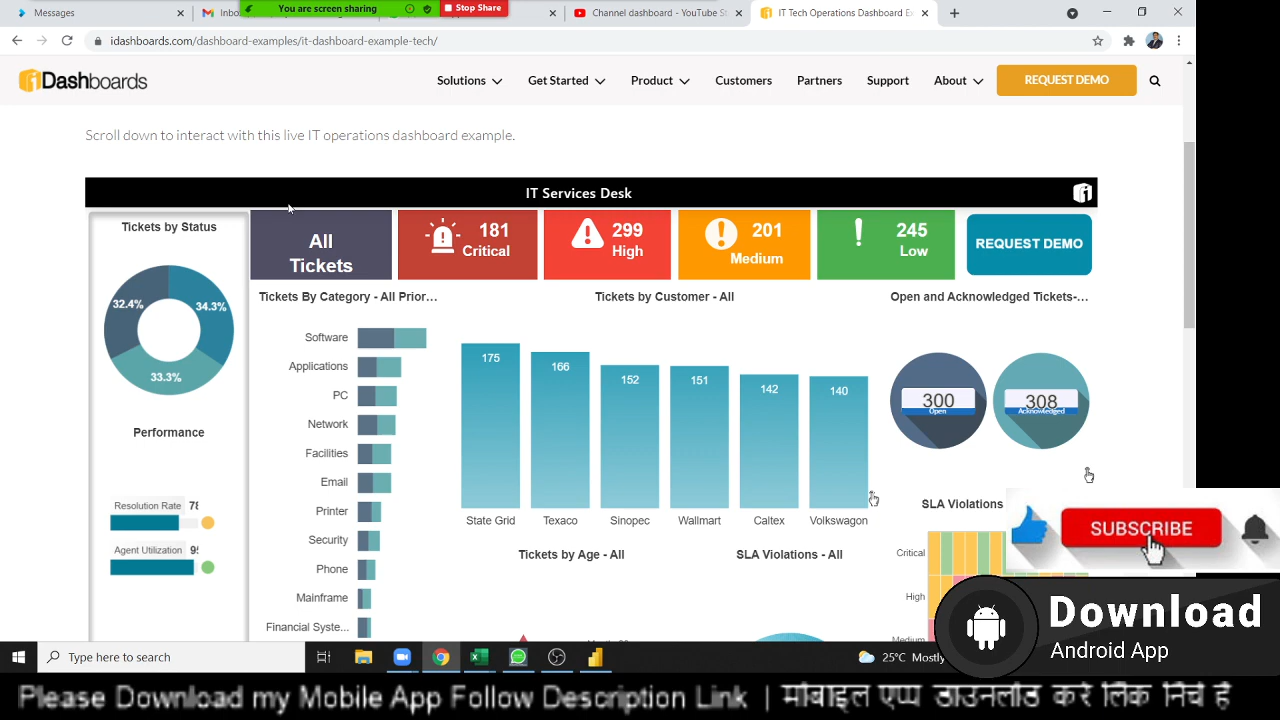 Messages
Inbo
You are screen sharing
Stop Share
Channel dashboard - YouTube St
IT Tech Operations Dashboard Ex
idashboards.com/dashboard-examples/it-dashboard-example-tech/
iDashboards
Solutions
Get Started
Product
Customers
Partners
Support
About
REQUEST DEMO
Scroll down to interact with this live IT operations dashboard example.
IT Services Desk
Tickets by Status
32.4%
34.3%
33.3%
Performance
Resolution Rate
Agent Utilization
All
Tickets
181
Critical
299
High
201
Medium
245
Low
REQUEST DEMO
Tickets By Category - All Prior...
Software
Applications
PC
Network
Facilities
Email
Printer
Security
Phone
Mainframe
Financial Syste...
Tickets by Customer - All
175
166
152
151
142
140
State Grid
Texaco
Sinopec
Wallmart
Caltex
Volkswagon
Tickets by Age - All
SLA Violations - All
Open and Acknowledged Tickets-...
300
Open
308
Acknowledged
SLA Violations
Critical
High
Medium
SUBSCRIBE
Download
Android App
Type here to search
25°C Mostly
Please Download my Mobile App Follow Description Link | मोबाइल एप्प डाउनलोड करे लिंक निचे हे